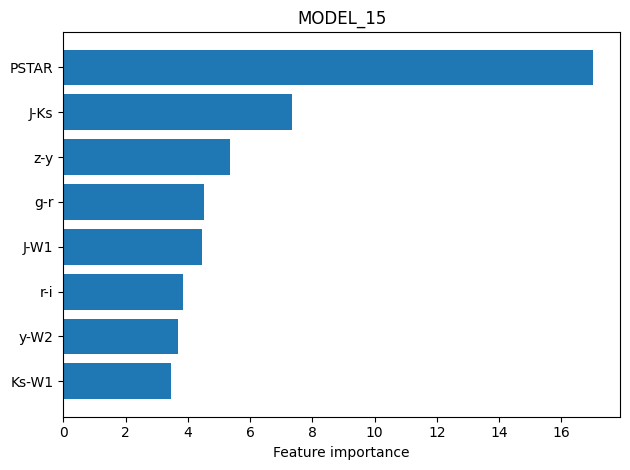 MODEL_15
PSTAR
J-Ks
z-y
g-r
J-W1
r-i
y-W2
Ks-W1
0 2 4 6 8 10 12 14 16
Feature importance